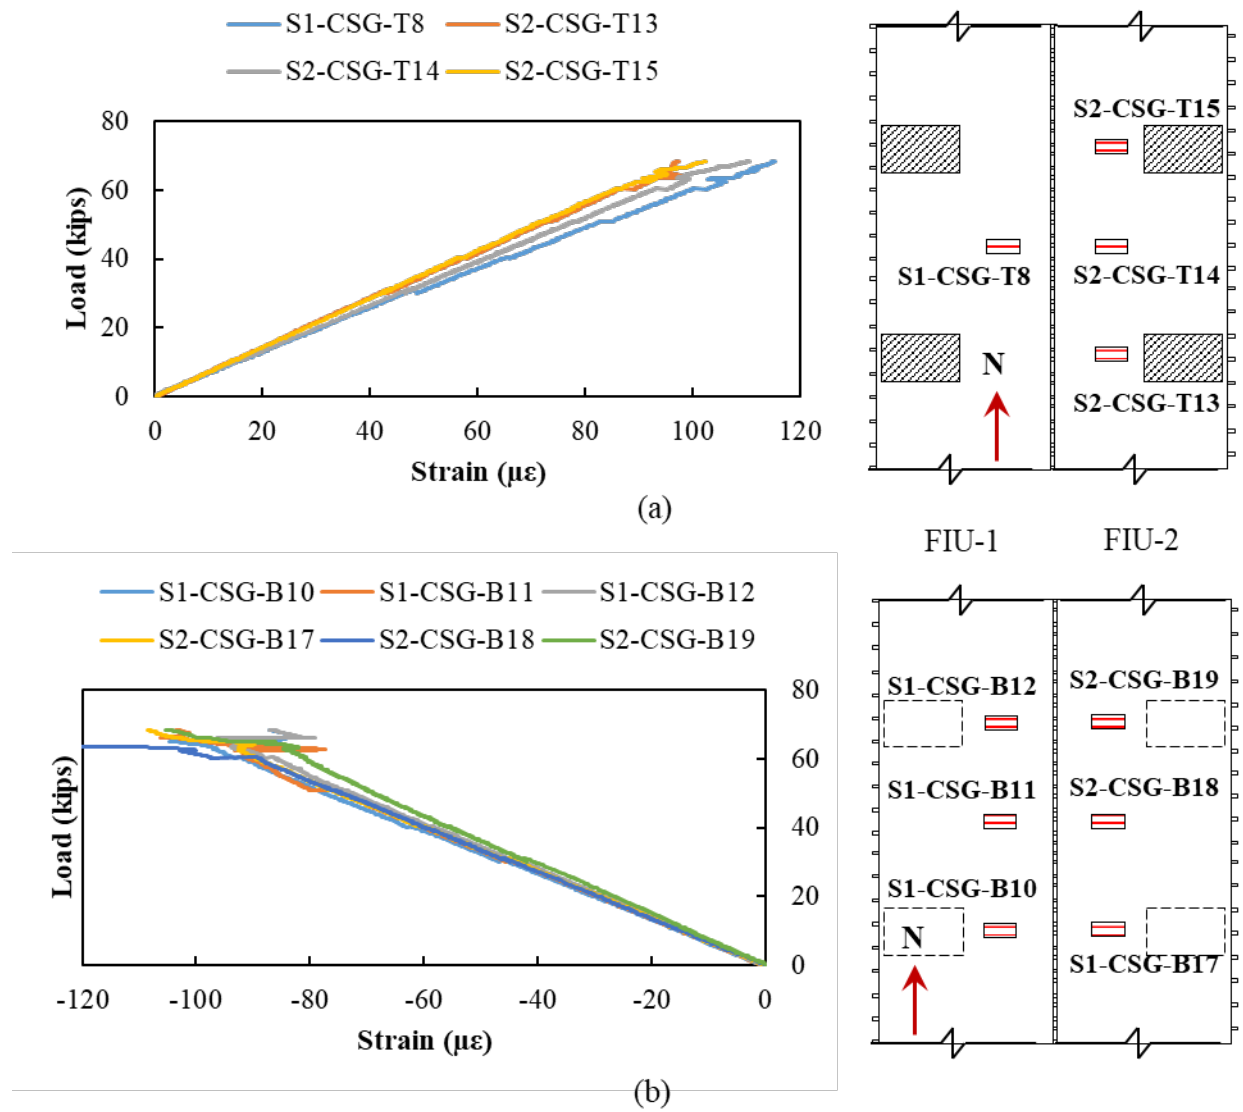 S1-CSG-T8 S2-CSG-T13
S2-CSG-T14 S2-CSG-T15
80
60
40
20
0
Load (kips)
0 20 40 60 80 100 120
Strain (µε)
S2-CSG-T15
S1-CSG-T8 S2-CSG-T14
N
S2-CSG-T13
(a)
FIU-1 FIU-2
S1-CSG-B10 S1-CSG-B11 S1-CSG-B12
S2-CSG-B17 S2-CSG-B18 S2-CSG-B19
Load (kips)
80
60
40
20
0
-120 -100 -80 -60 -40 -20 0
Strain (µε)
S1-CSG-B12 S2-CSG-B19
S1-CSG-B11 S2-CSG-B18
S1-CSG-B10
N
S1-CSG-B17
(b)